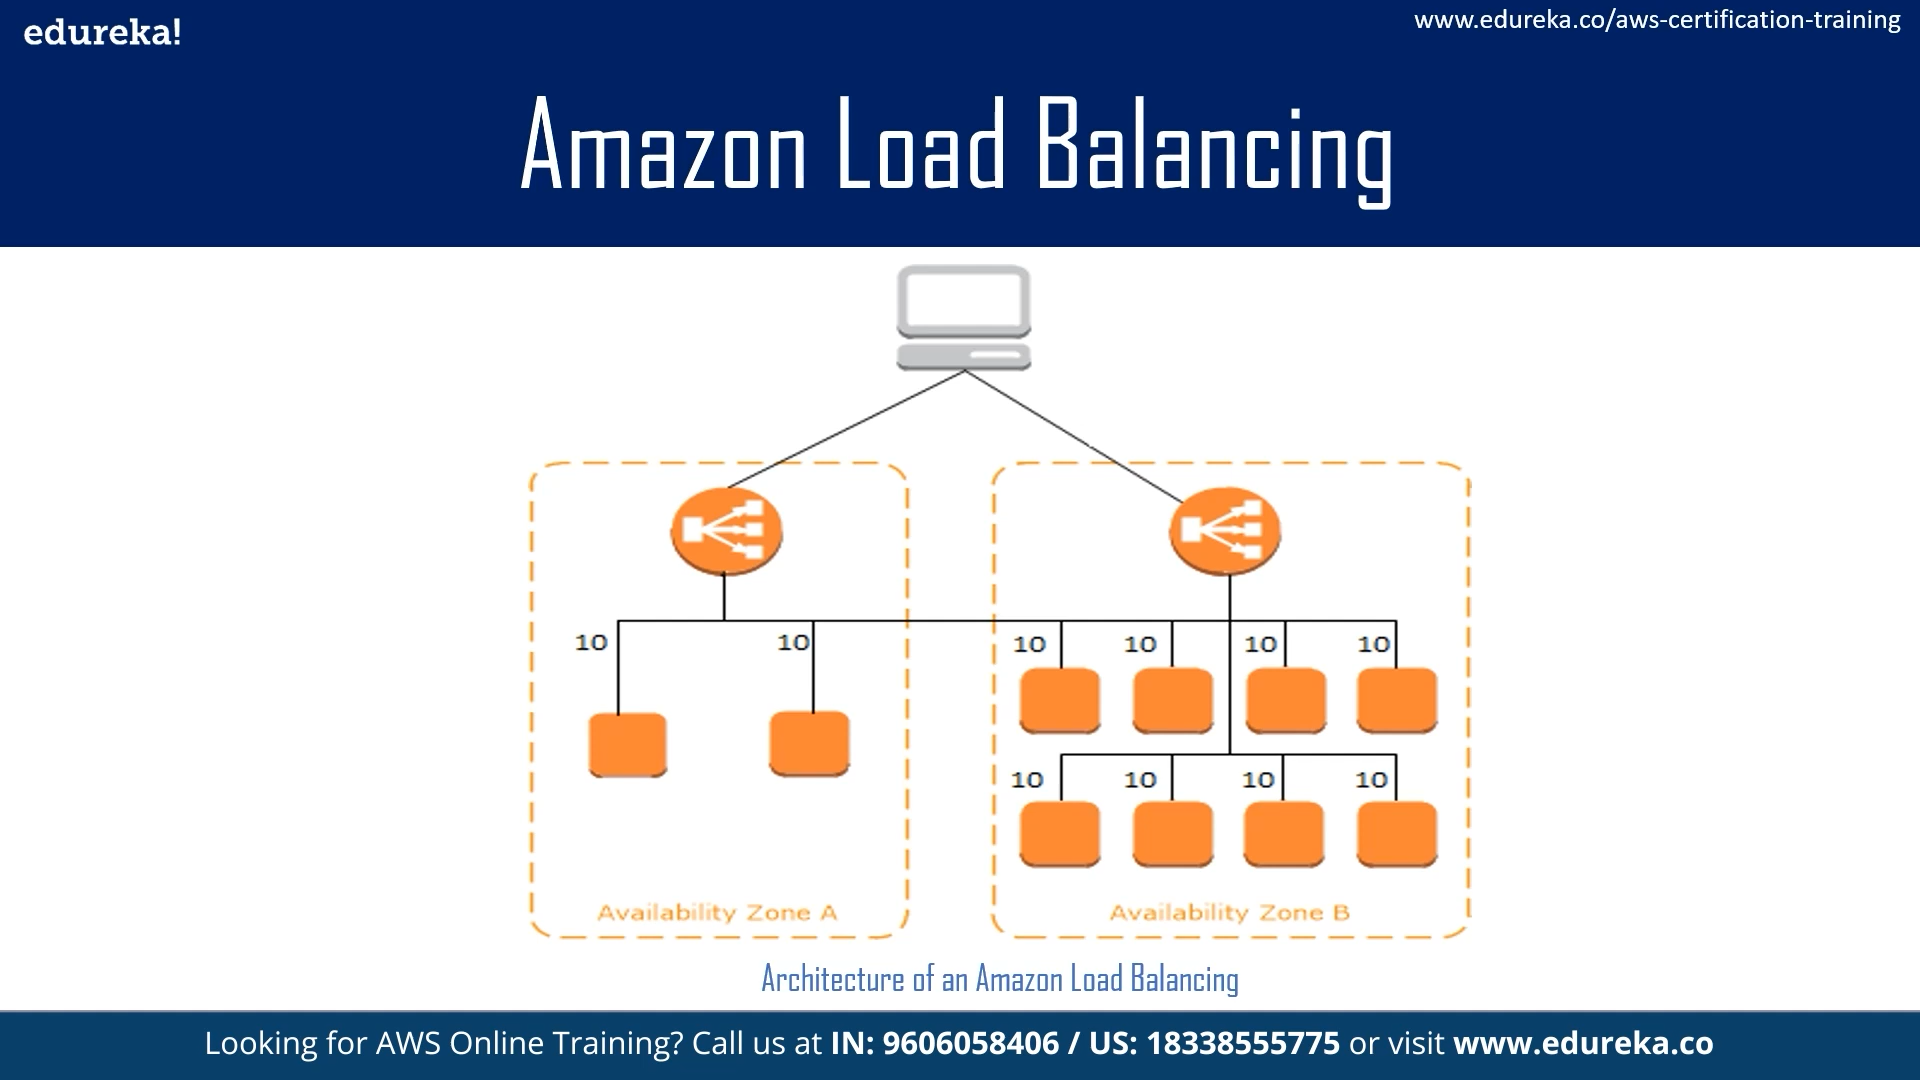 edureka!
www.edureka.co/aws-certification-training
Amazon Load Balancing
10 10 10 10 10 10
10 10 10 10
Availability Zone A Availability Zone B
Architecture of an Amazon Load Balancing
Looking for AWS Online Training? Call us at IN: 9606058406 / US: 18338555775 or visit www.edureka.co